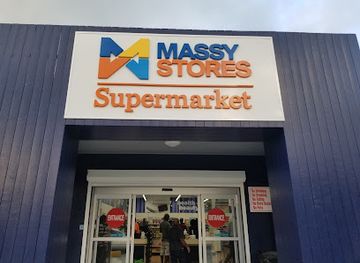 MASSY
STORES
Supermarket
ENTRANCE
ENTRANCE